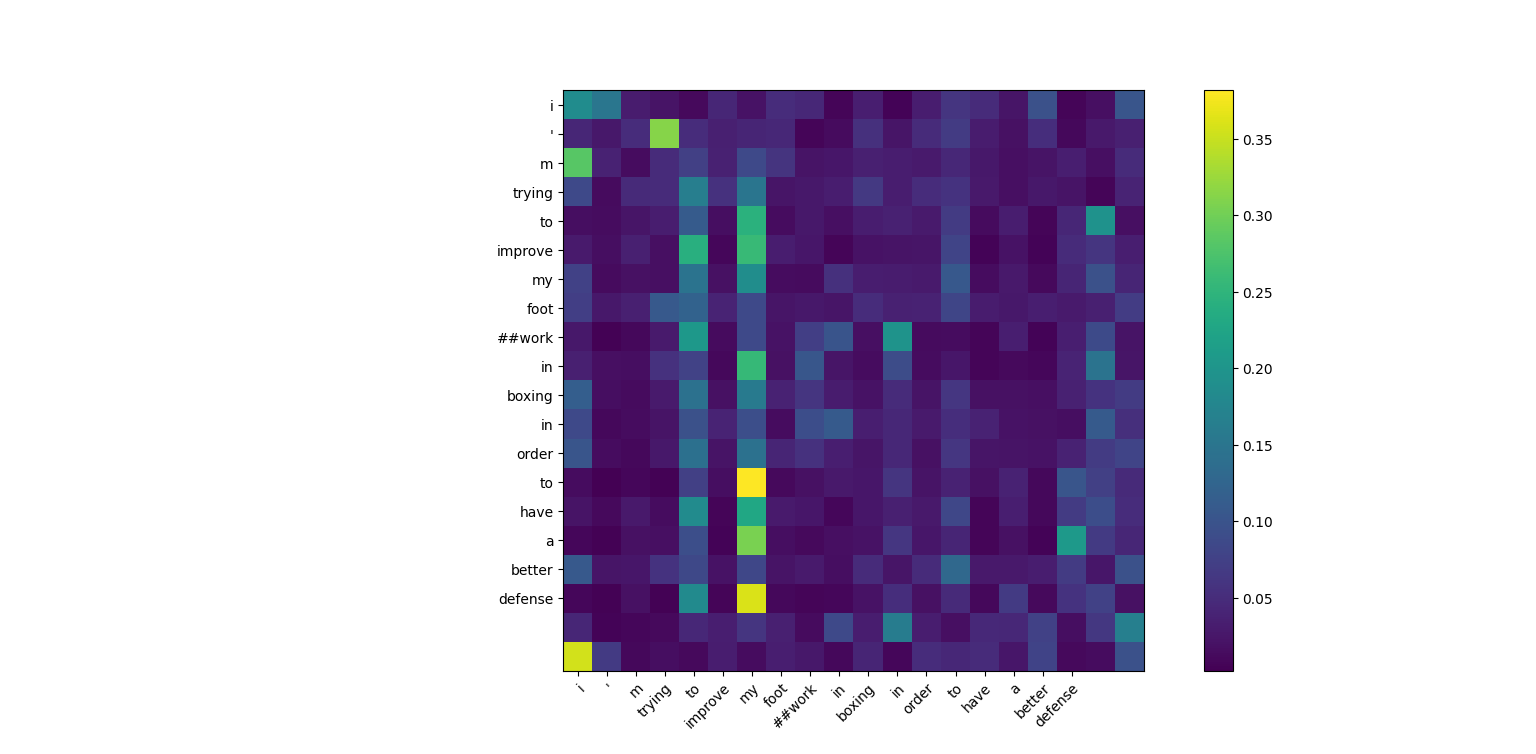 i
'
m
trying
to
improve
my
foot
##work
in
boxing
in
order
to
have
a
better
defense
i
'
m
trying
to
improve
my
foot
##work
in
boxing
in
order
to
have
a
better
defense
0.35
0.30
0.25
0.20
0.15
0.10
0.05